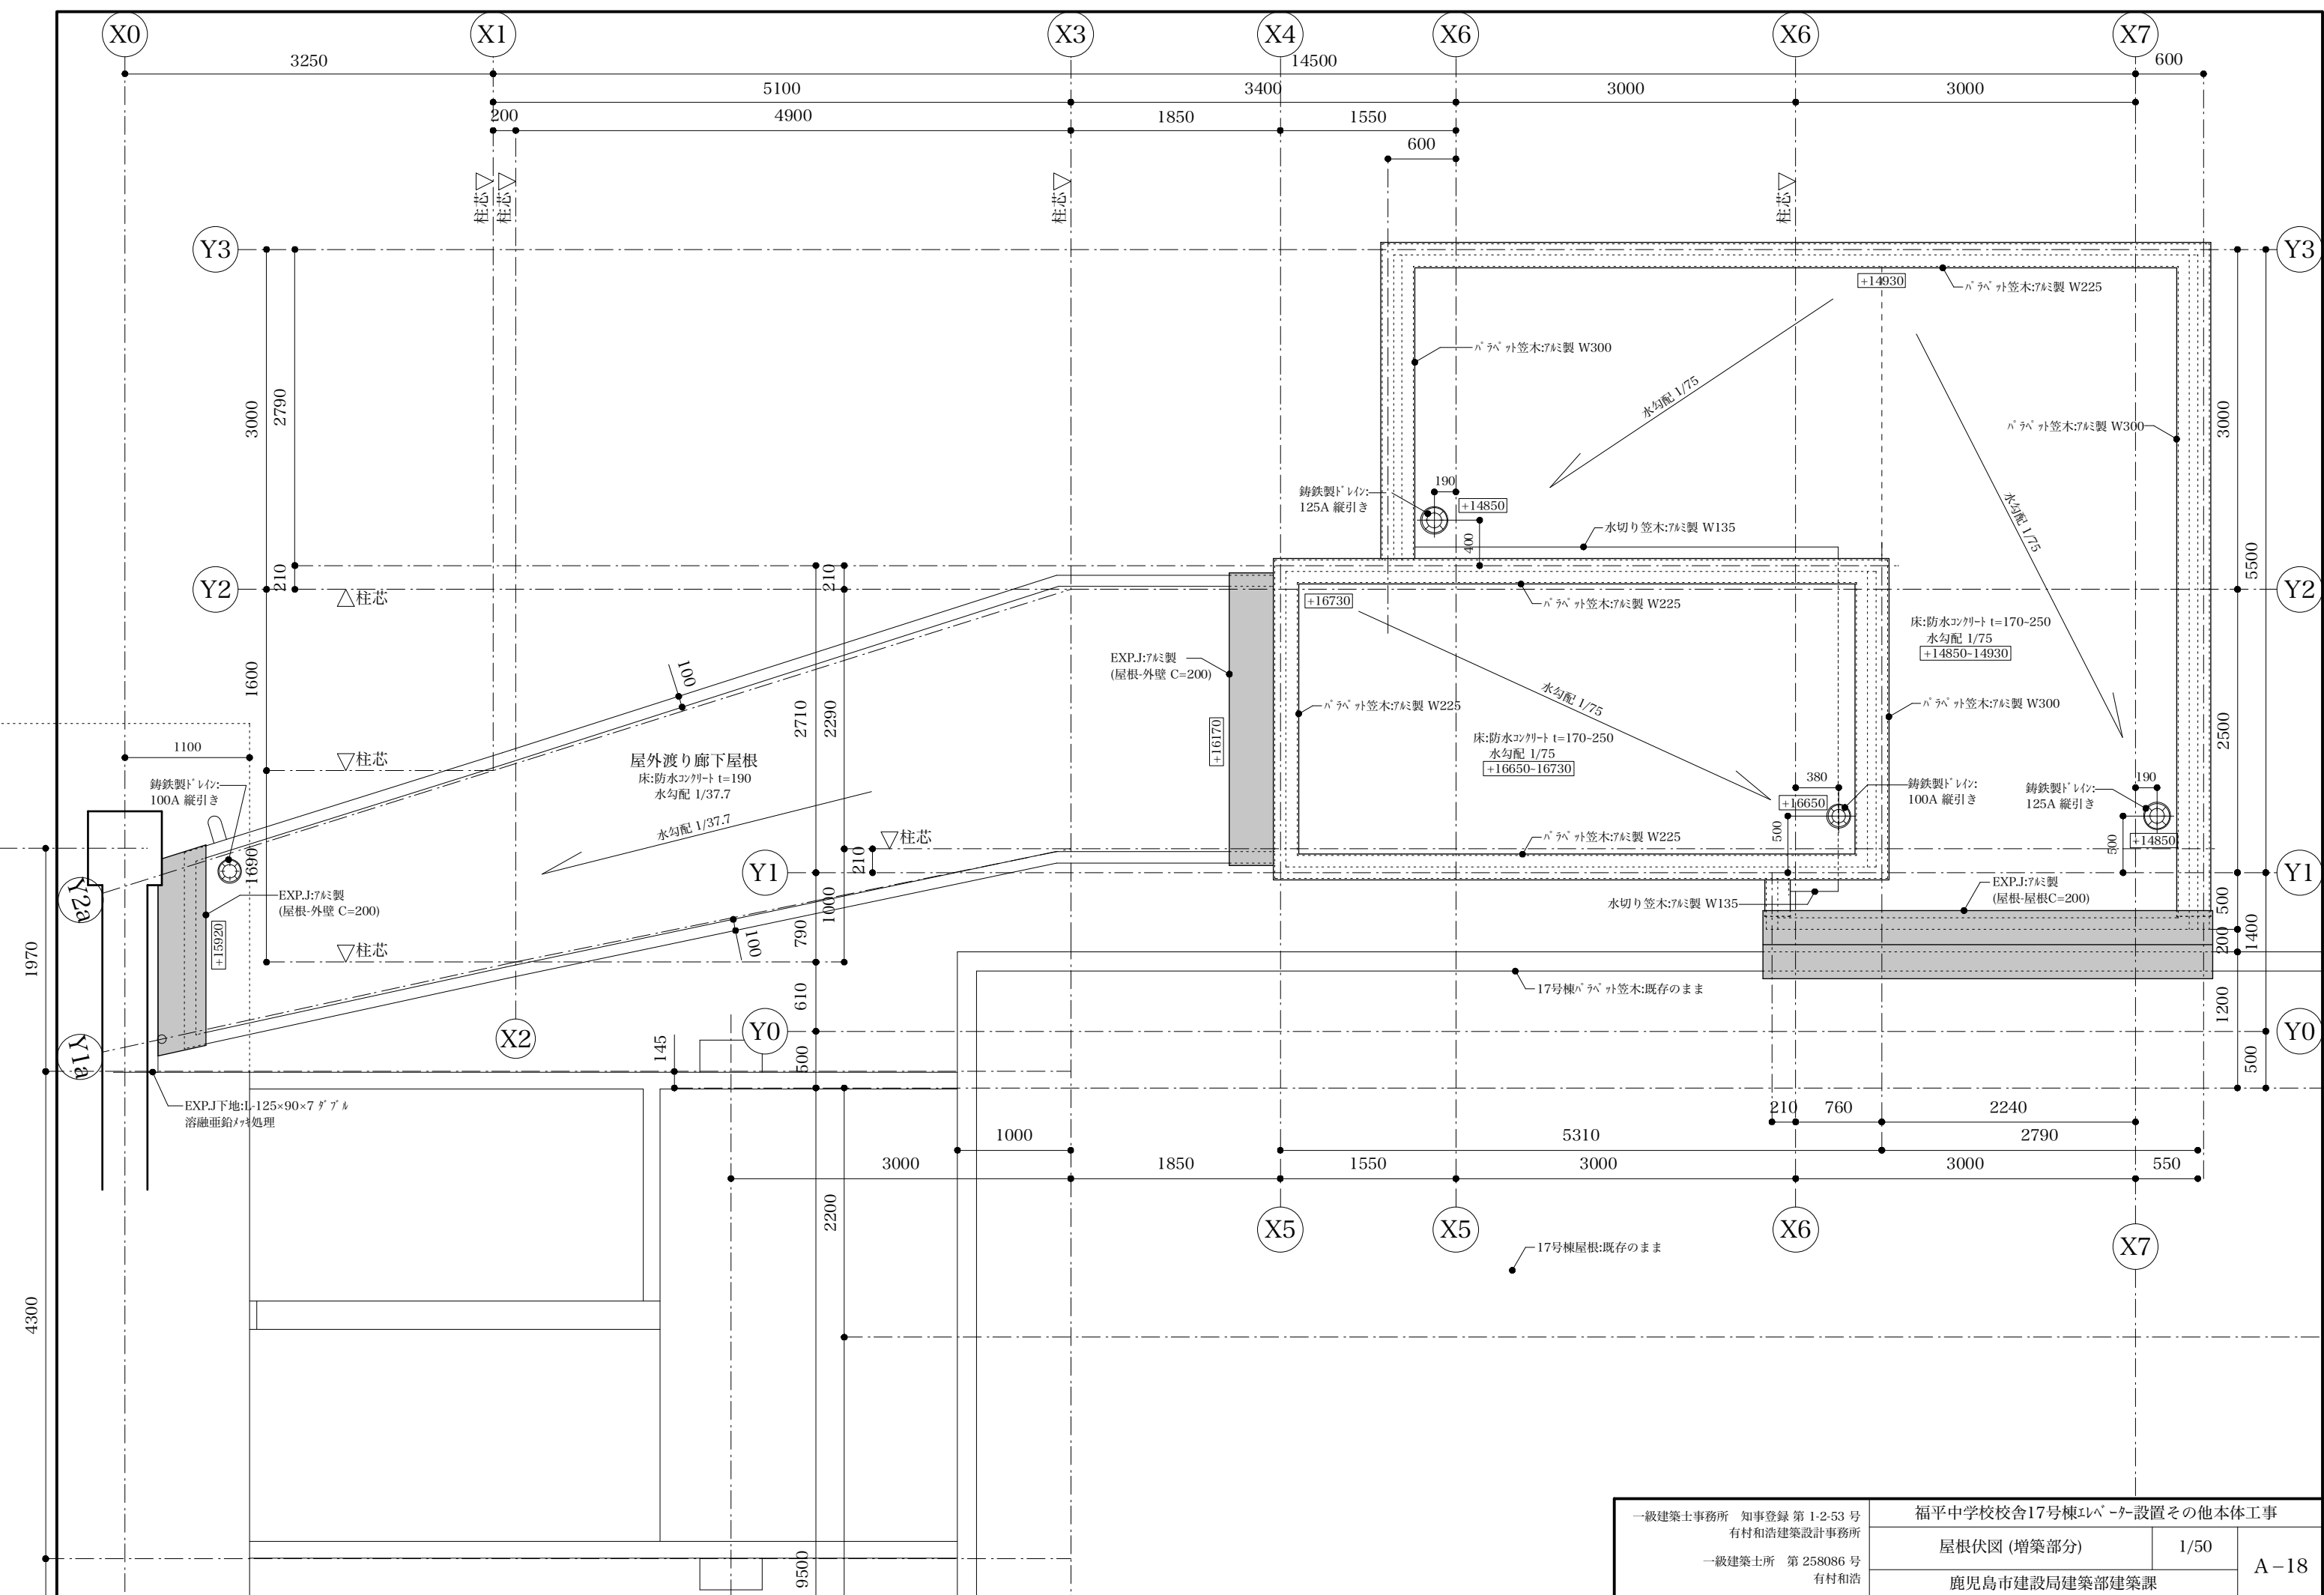 X0 X1 X3 X4 X6 X6 X7
3250 14500 600
5100 3400 3000 3000
200 4900 1850 1550
600
柱芯▽
柱芯▽
柱芯▽
柱芯▽
Y3
Y3
+14930
パラペット笠木:アルミ製 W225
パラペット笠木:アルミ製 W300
水勾配 1/75
パラペット笠木:アルミ製 W300
3000
2790
3000
鋳鉄製ドレイン:
125A 縦引き
190
+14850
400
水切り笠木:アルミ製 W135
水勾配 1/75
5500
210
210
Y2
△柱芯
Y2
+16730
パラペット笠木:アルミ製 W225
床:防水コンクリート t=170~250
水勾配 1/75
+14850~14930
EXP.J:アルミ製
(屋根-外壁 C=200)
100
1600
2710
2290
水勾配 1/75
パラペット笠木:アルミ製 W225
パラペット笠木:アルミ製 W300
+16170
2500
床:防水コンクリート t=170~250
水勾配 1/75
+16650~16730
1100
▽柱芯
屋外渡り廊下屋根
床:防水コンクリート t=190
水勾配 1/37.7
鋳鉄製ドレイン:
100A 縦引き
380
鋳鉄製ドレイン:
100A 縦引き
190
鋳鉄製ドレイン:
125A 縦引き
+16650
500
水勾配 1/37.7
▽柱芯
パラペット笠木:アルミ製 W225
500
+14850
1690
210
Y1
Y1
Y2a
EXP.J:アルミ製
(屋根-外壁 C=200)
EXP.J:アルミ製
(屋根-屋根C=200)
水切り笠木:アルミ製 W135
+15920
1000
790
100
500
200
1400
1970
▽柱芯
17号棟パラペット笠木:既存のまま
610
1200
X2
Y0
Y0
Y1a
145
500
500
EXP.J下地:L-125×90×7 ダブル
溶融亜鉛メッキ処理
210 760 2240
1000 5310 2790
3000 1850 1550 3000 3000 550
2200
X5 X5 X6 X7
17号棟屋根:既存のまま
4300
9500
一級建築士事務所 知事登録 第 1-2-53 号
有村和浩建築設計事務所
一級建築士所 第 258086 号
有村和浩
福平中学校校舎17号棟エレベーター設置その他本体工事
屋根伏図 (増築部分) 1/50
A-18
鹿児島市建設局建築部建築課